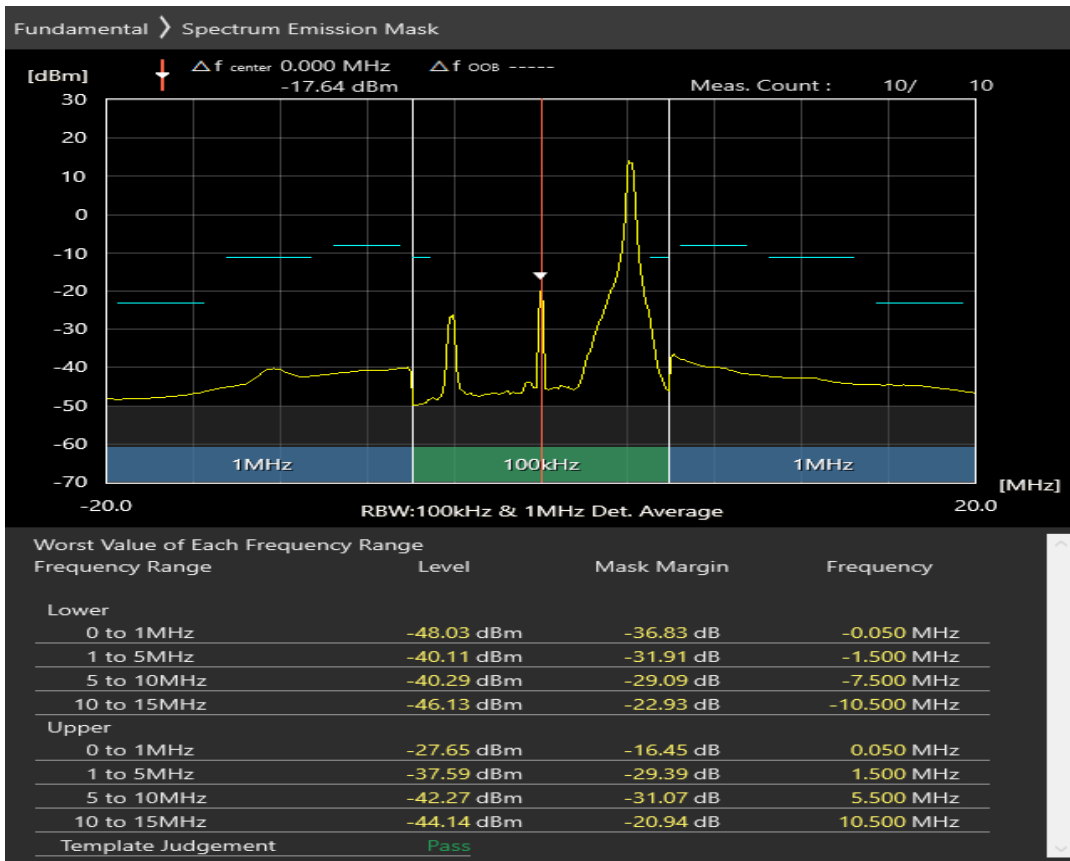 Fundamental ❯ Spectrum Emission Mask
[dBm] △f center 0.000 MHz △f OOB -----
-17.64 dBm Meas. Count : 10/ 10
30
20
10
0
-10
-20
-30
-40
-50
-60
1MHz 100kHz 1MHz
-70 [MHz]
-20.0 RBW:100kHz & 1MHz Det. Average 20.0
Worst Value of Each Frequency Range
Frequency Range Level Mask Margin Frequency
Lower
0 to 1MHz -48.03 dBm -36.83 dB -0.050 MHz
1 to 5MHz -40.11 dBm -31.91 dB -1.500 MHz
5 to 10MHz -40.29 dBm -29.09 dB -7.500 MHz
10 to 15MHz -46.13 dBm -22.93 dB -10.500 MHz
Upper
0 to 1MHz -27.65 dBm -16.45 dB 0.050 MHz
1 to 5MHz -37.59 dBm -29.39 dB 1.500 MHz
5 to 10MHz -42.27 dBm -31.07 dB 5.500 MHz
10 to 15MHz -44.14 dBm -20.94 dB 10.500 MHz
Template Judgement Pass